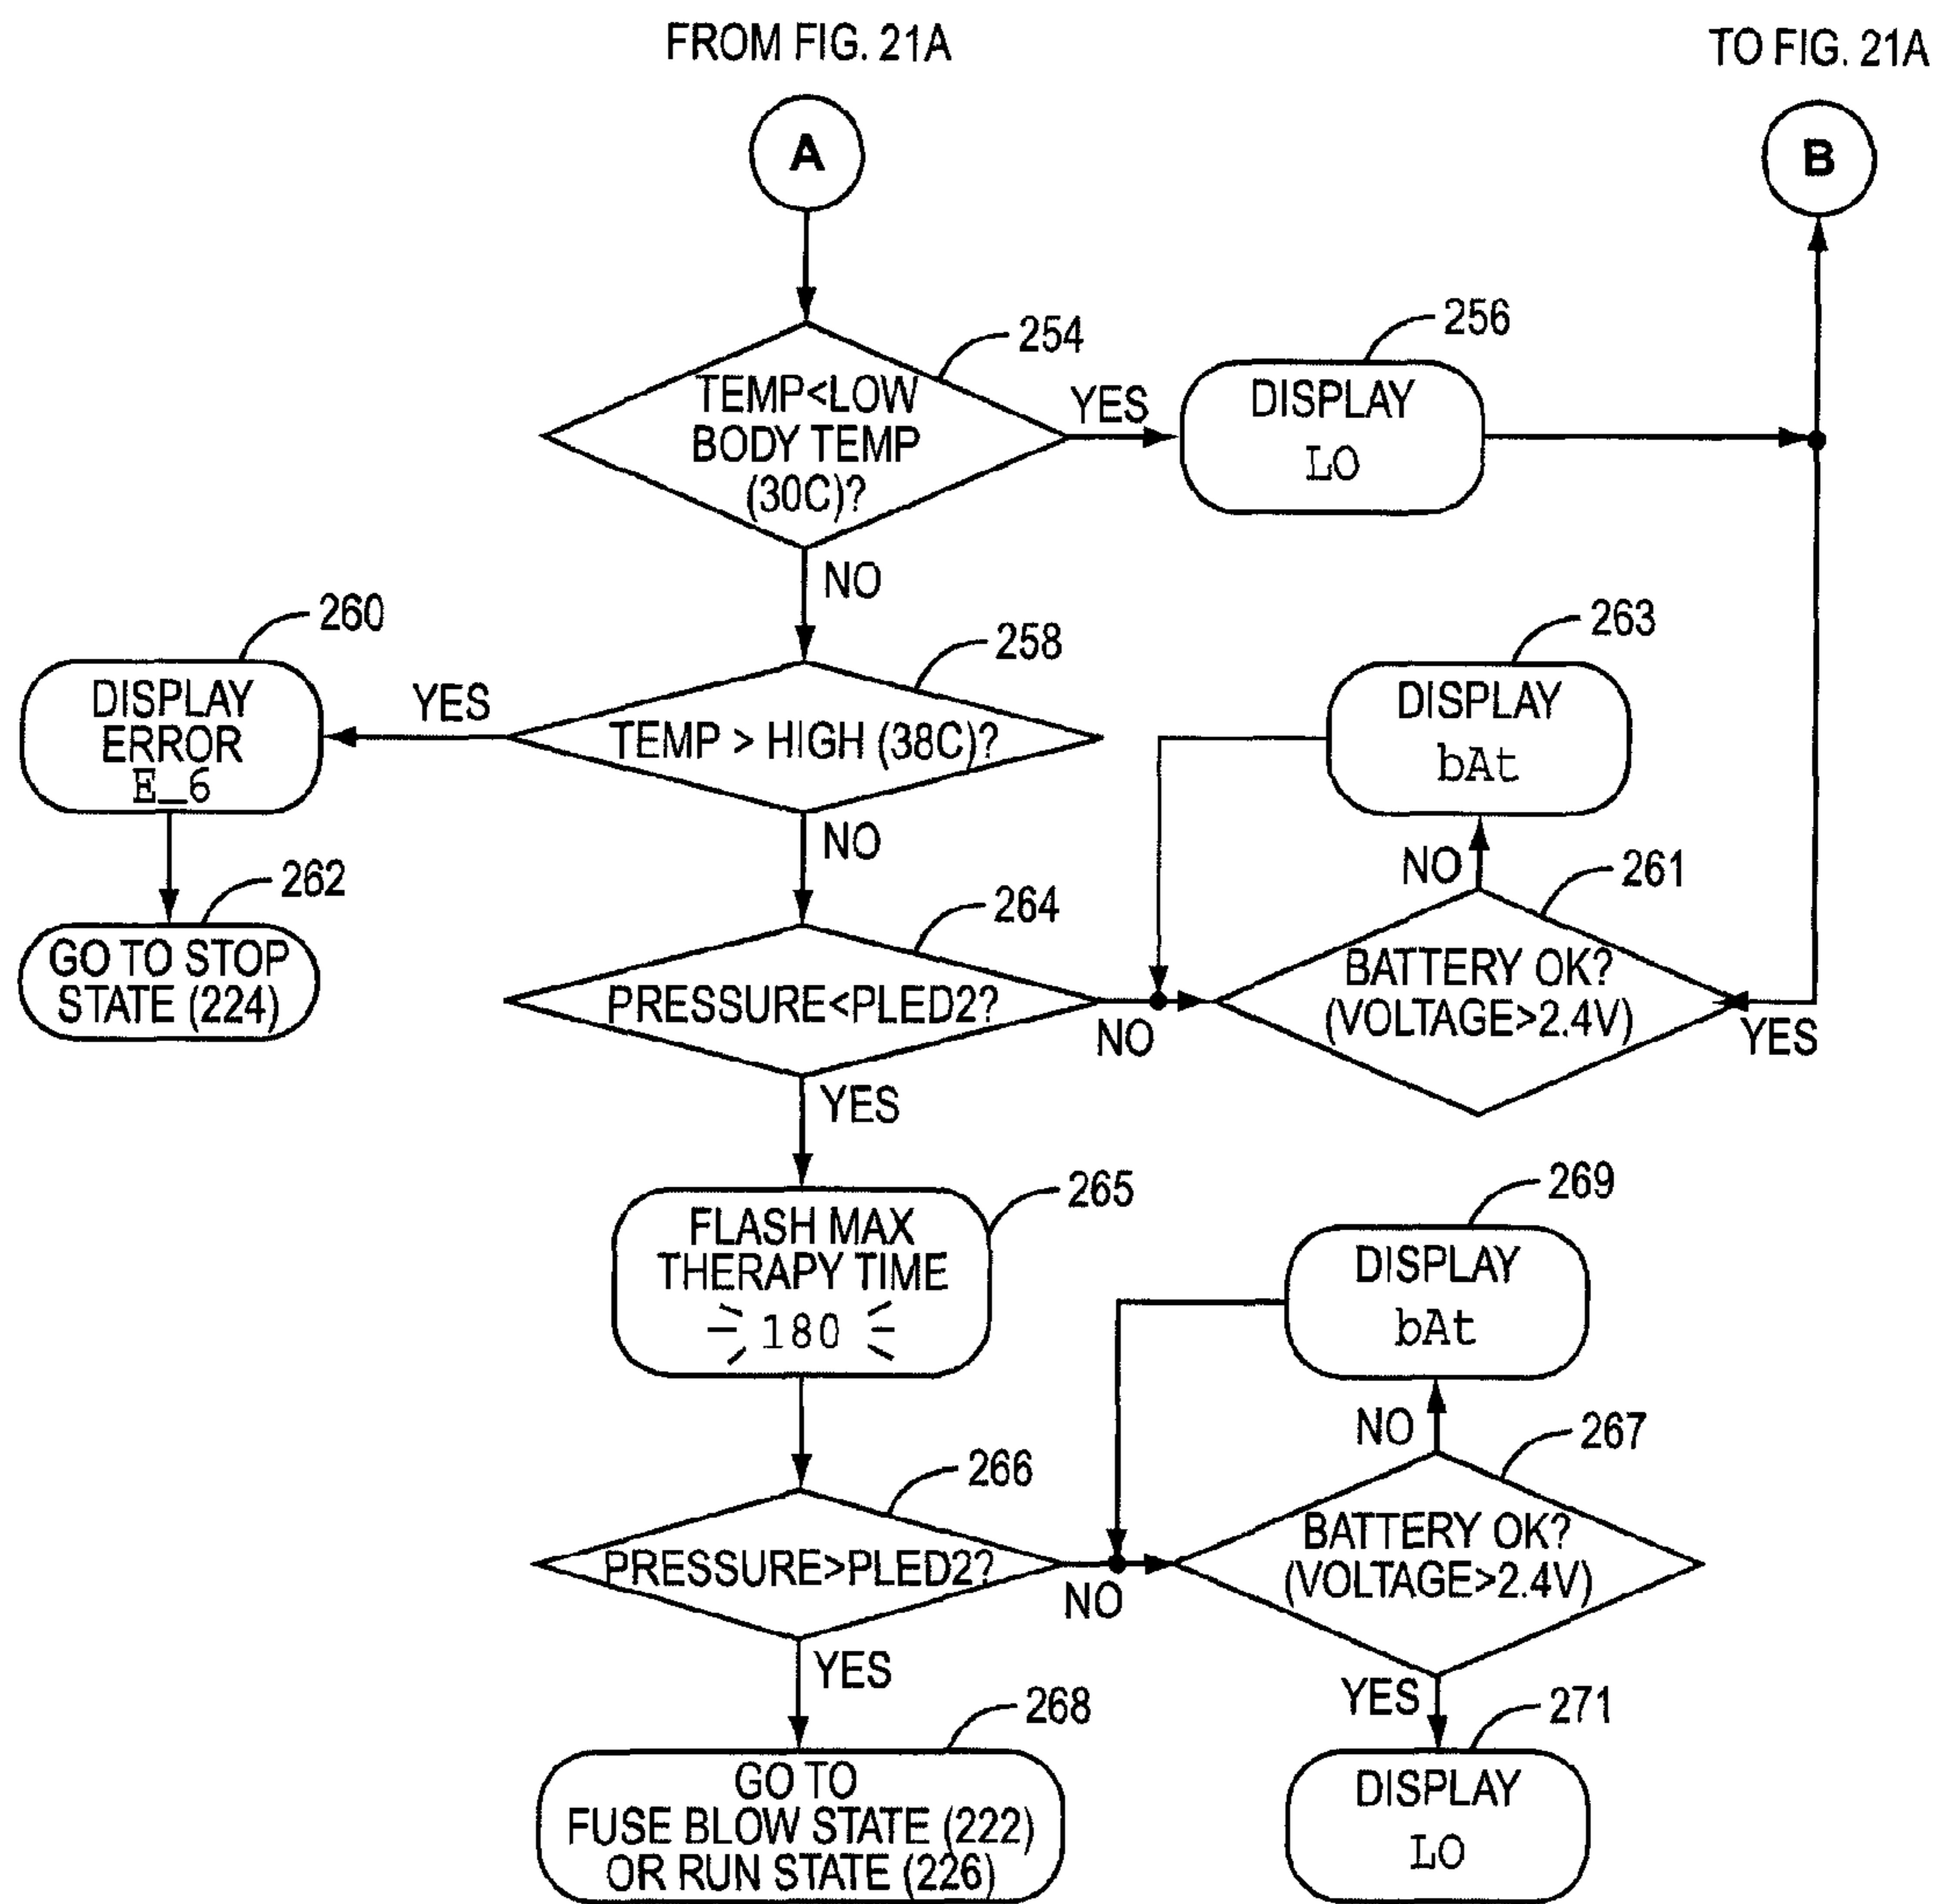 FROM FIG. 21A
TO FIG. 21A
A
B
254
TEMP<LOW
BODY TEMP
(30C)?
YES
256
DISPLAY
LO
NO
260
DISPLAY
ERROR
E_6
YES
258
TEMP > HIGH (38C)?
263
DISPLAY
bAt
NO
262
GO TO STOP
STATE (224)
264
PRESSURE<PLED2?
NO
NO
261
BATTERY OK?
(VOLTAGE>2.4V)
YES
YES
265
FLASH MAX
THERAPY TIME
180
269
DISPLAY
bAt
266
PRESSURE>PLED2?
NO
NO
267
BATTERY OK?
(VOLTAGE>2.4V)
YES
268
GO TO
FUSE BLOW STATE (222)
OR RUN STATE (226)
YES
271
DISPLAY
LO